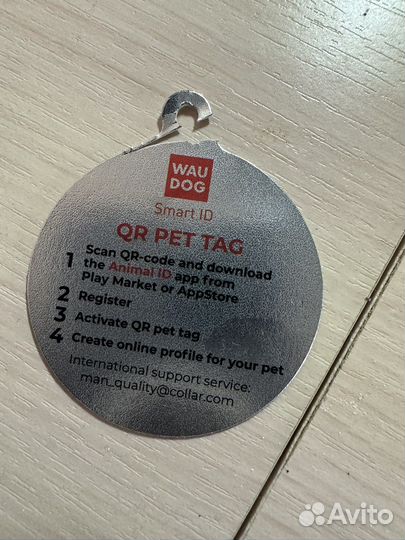 WAU
DOG
Smart ID
QR PET TAG
1 Scan QR-code and download
the Animal ID app from
Play Market or AppStore
2 Register
3 Activate QR pet tag
4 Create online profile for your pet
International support service:
man_quality@collar.com
Avito